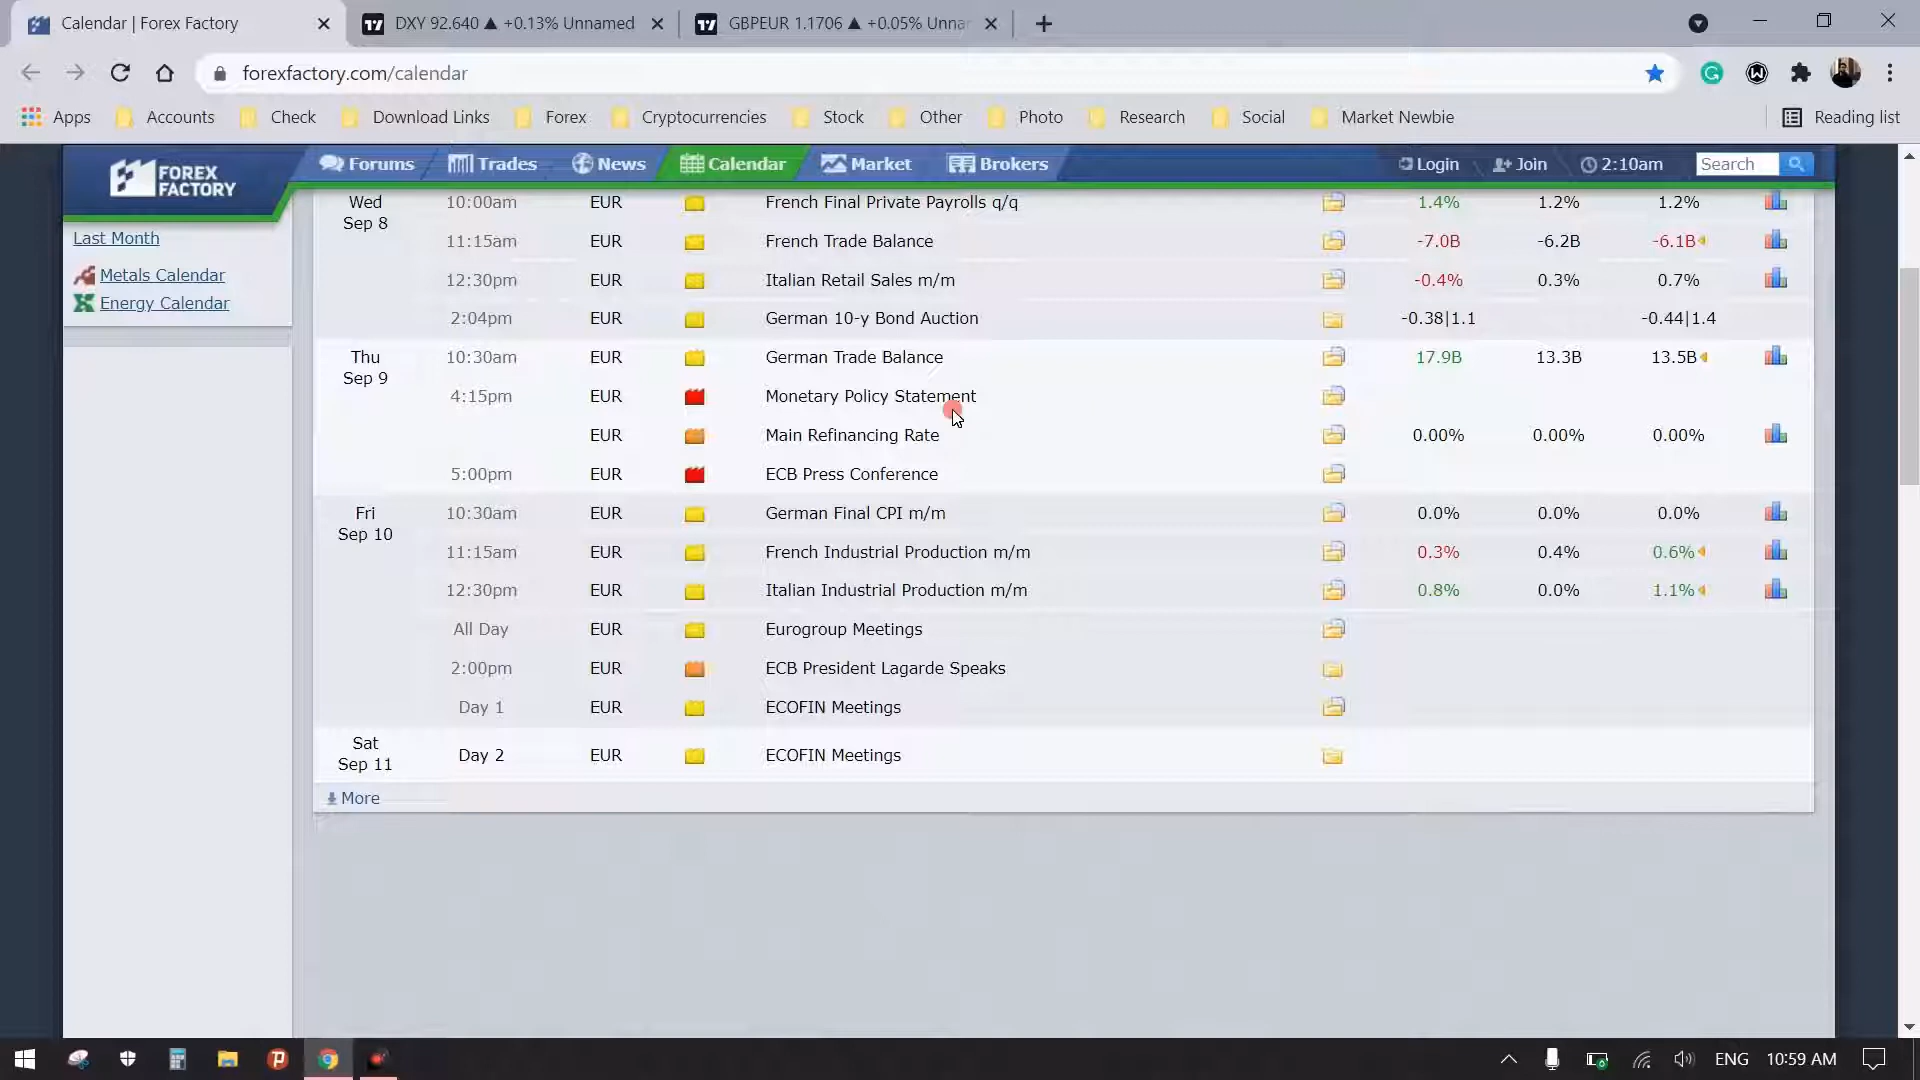 Calendar | Forex Factory
DXY 92.640 ▲ +0.13% Unnamed
GBPEUR 1.1706 ▲ +0.05% Unna
forexfactory.com/calendar
Apps Accounts Check Download Links Forex Cryptocurrencies Stock Other Photo Research Social Market Newbie Reading list
FOREX FACTORY
Forums Trades News Calendar Market Brokers Login Join 2:10am Search
Last Month
Metals Calendar
Energy Calendar
Wed Sep 8 10:00am EUR French Final Private Payrolls q/q 1.4% 1.2% 1.2%
11:15am EUR French Trade Balance -7.0B -6.2B -6.1B
12:30pm EUR Italian Retail Sales m/m -0.4% 0.3% 0.7%
2:04pm EUR German 10-y Bond Auction -0.38|1.1 -0.44|1.4
Thu Sep 9 10:30am EUR German Trade Balance 17.9B 13.3B 13.5B
4:15pm EUR Monetary Policy Statement
EUR Main Refinancing Rate 0.00% 0.00% 0.00%
5:00pm EUR ECB Press Conference
Fri Sep 10 10:30am EUR German Final CPI m/m 0.0% 0.0% 0.0%
11:15am EUR French Industrial Production m/m 0.3% 0.4% 0.6%
12:30pm EUR Italian Industrial Production m/m 0.8% 0.0% 1.1%
All Day EUR Eurogroup Meetings
2:00pm EUR ECB President Lagarde Speaks
Day 1 EUR ECOFIN Meetings
Sat Sep 11 Day 2 EUR ECOFIN Meetings
More
ENG 10:59 AM